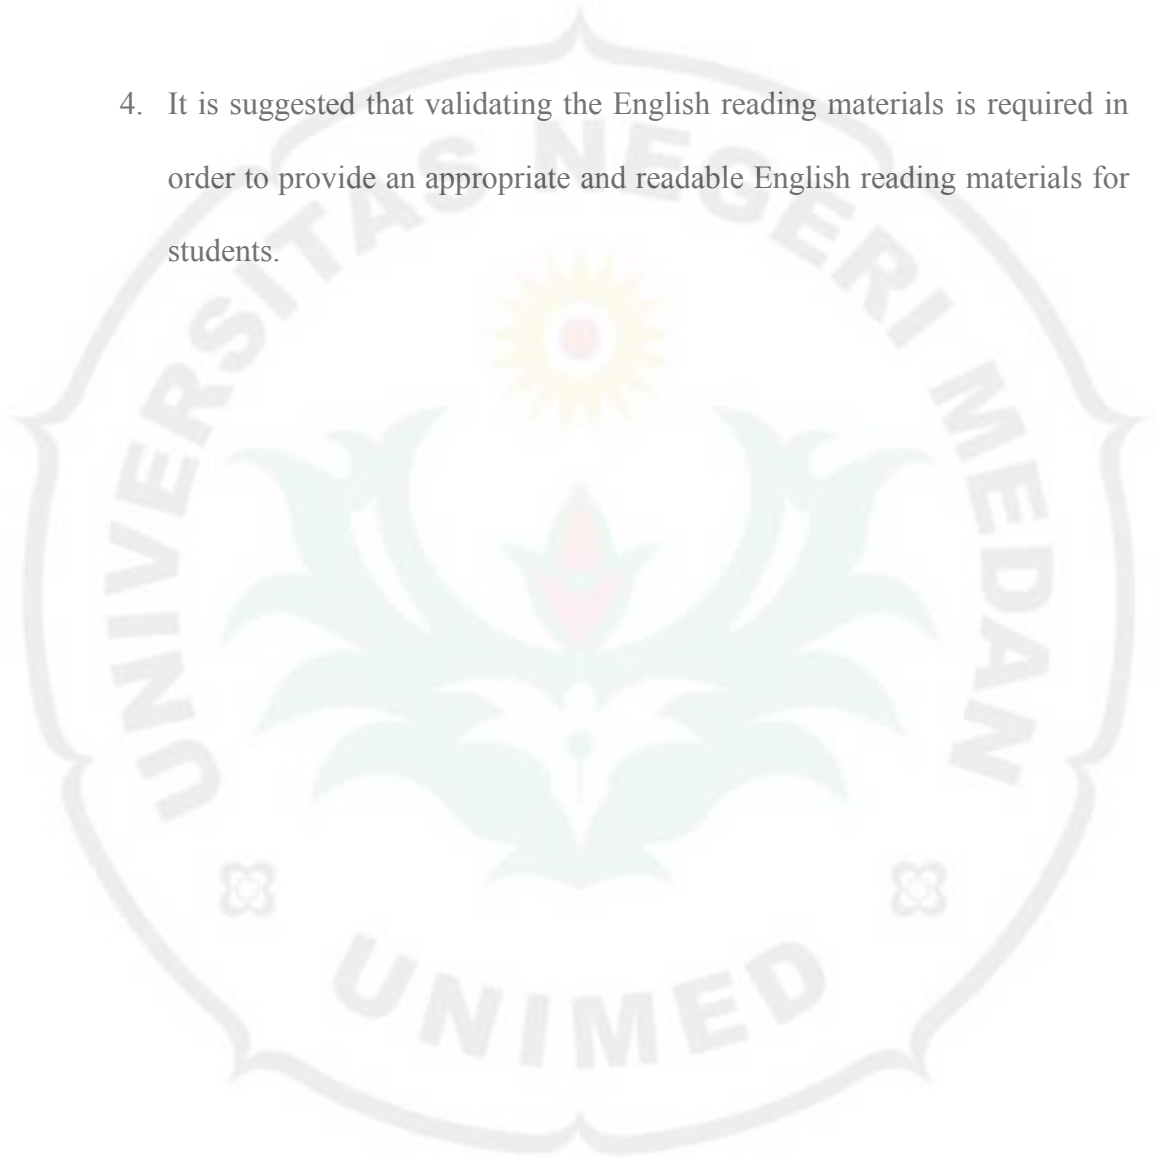 4. It is suggested that validating the English reading materials is required in
order to provide an appropriate and readable English reading materials for
students.
UNIVERSITAS NEGERI MEDAN
UNIMED